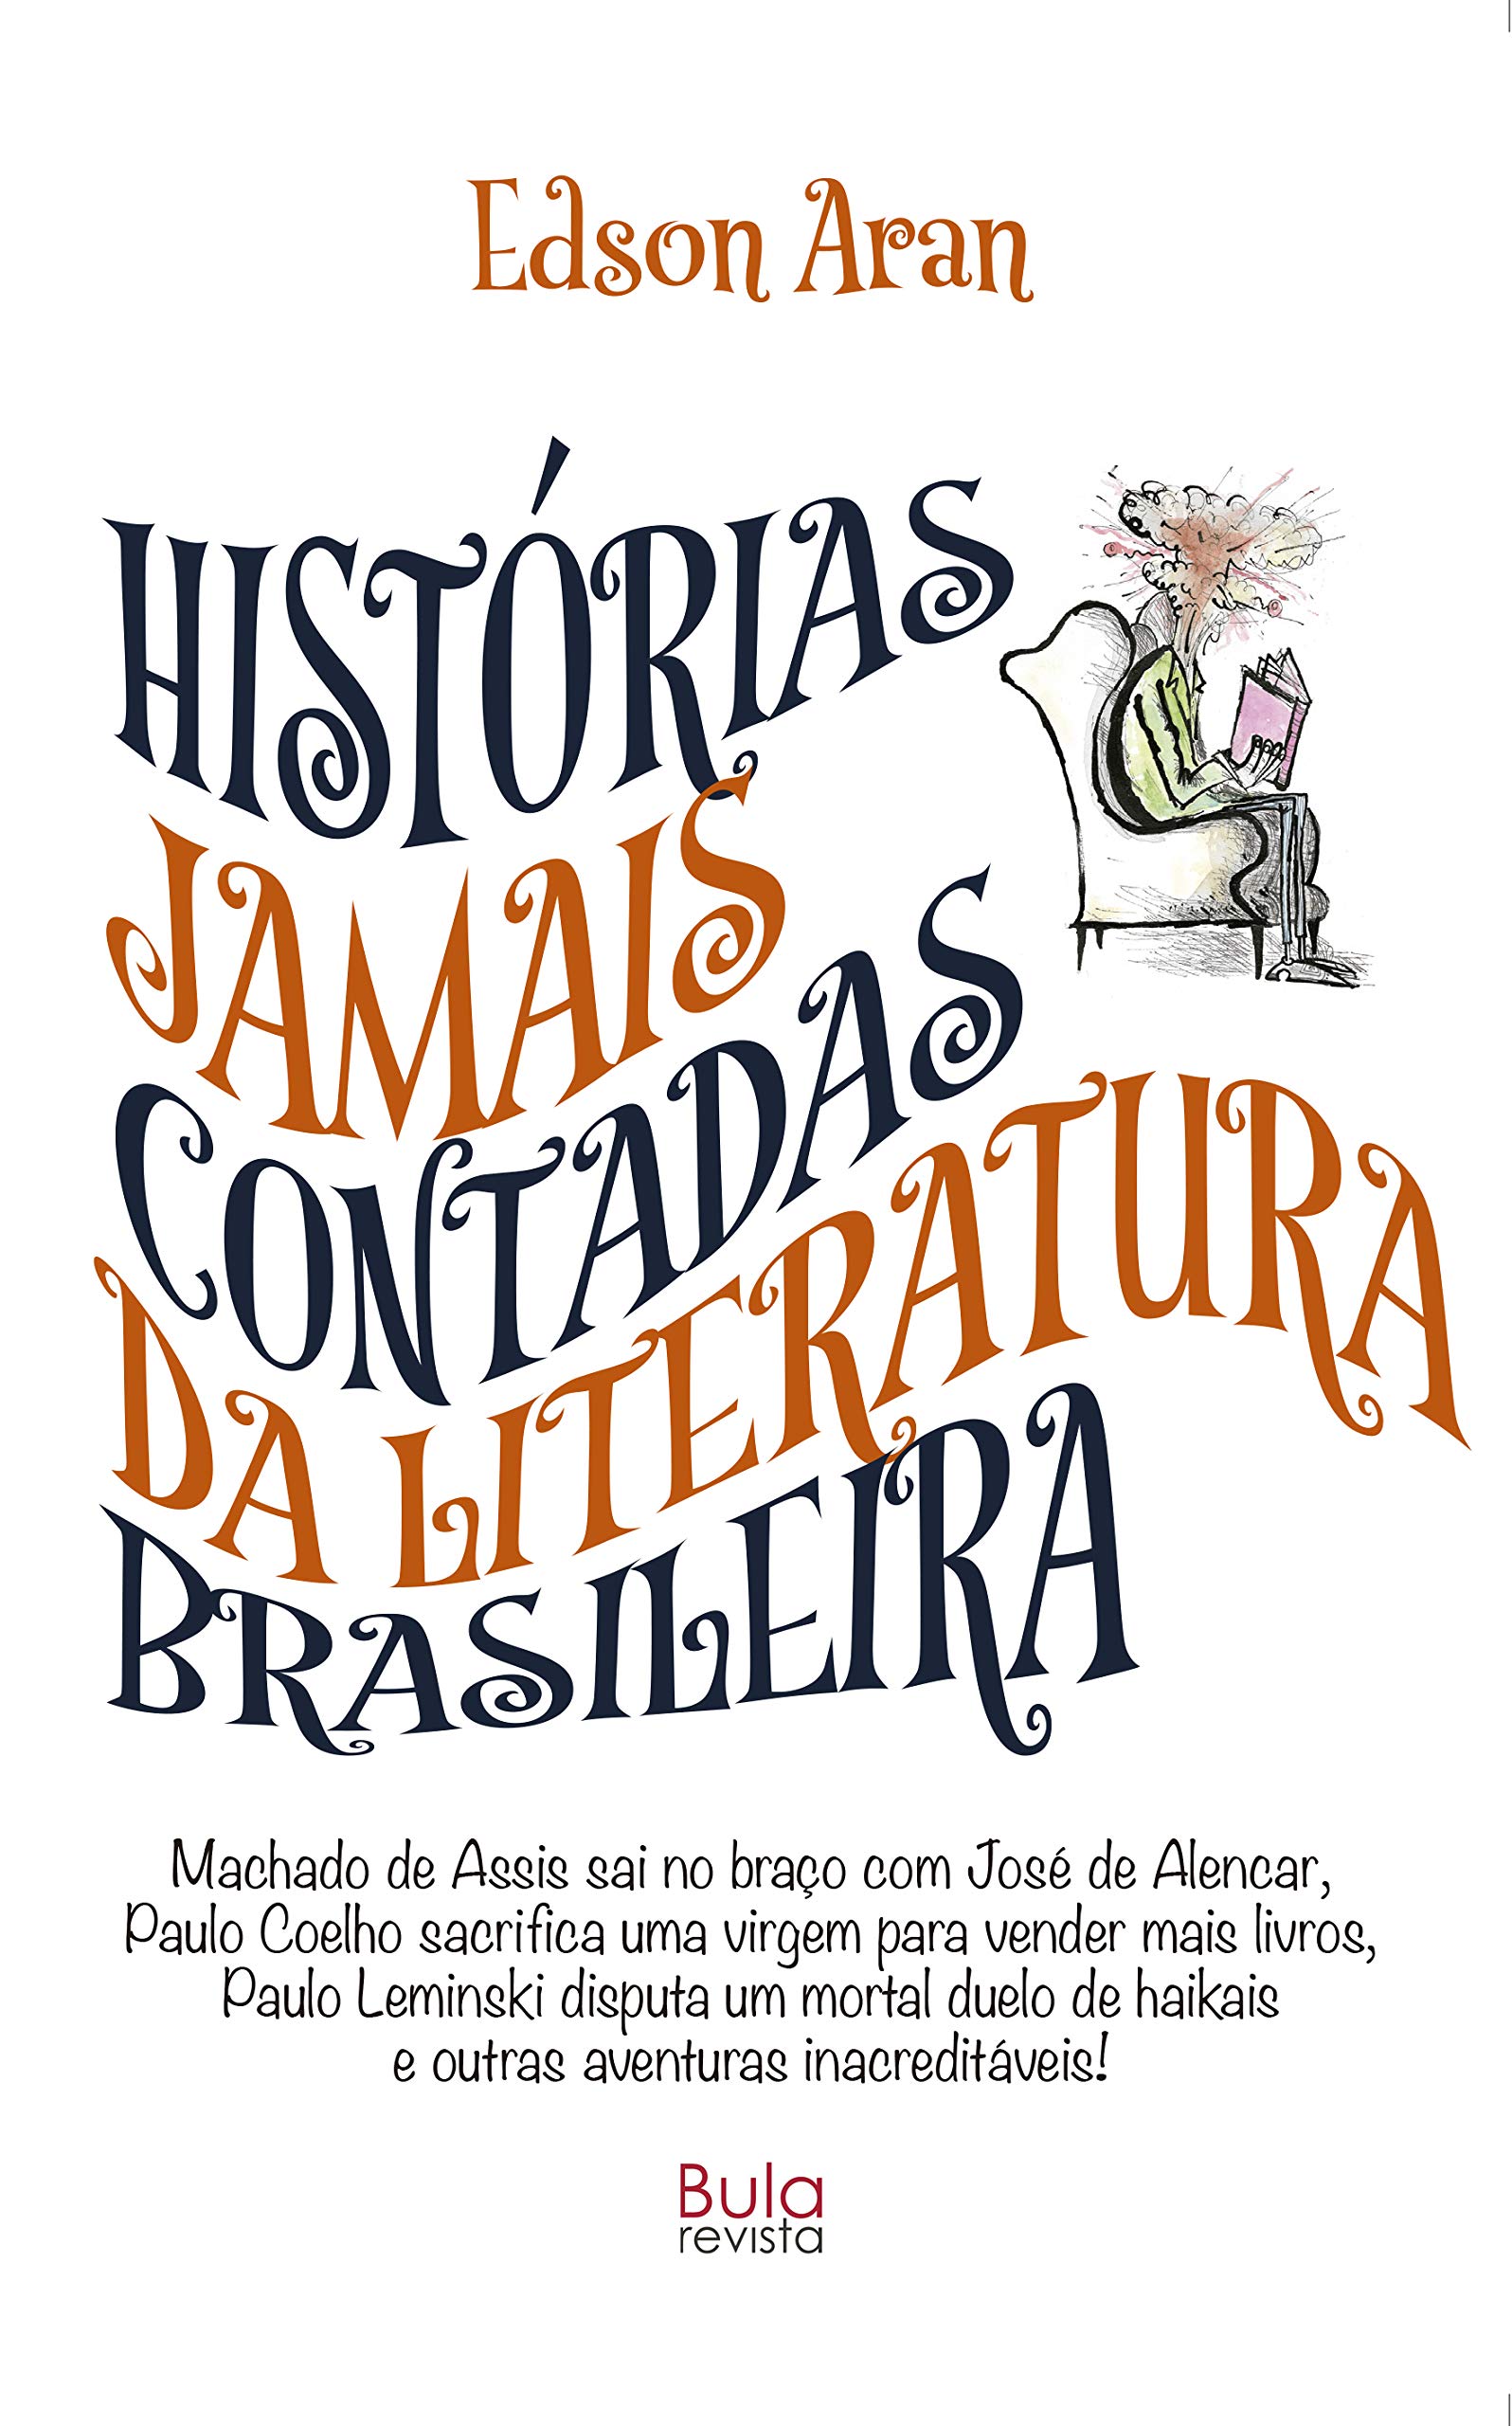 Edson Aran
HISTÓRIAS
JAMAIS
CONTADAS
DA LITERATURA
BRASILEIRA
Machado de Assis sai no braço com José de Alencar,
Paulo Coelho sacrifica uma virgem para vender mais livros,
Paulo Leminski disputa um mortal duelo de haikais
e outras aventuras inacreditáveis!
Bula
revista